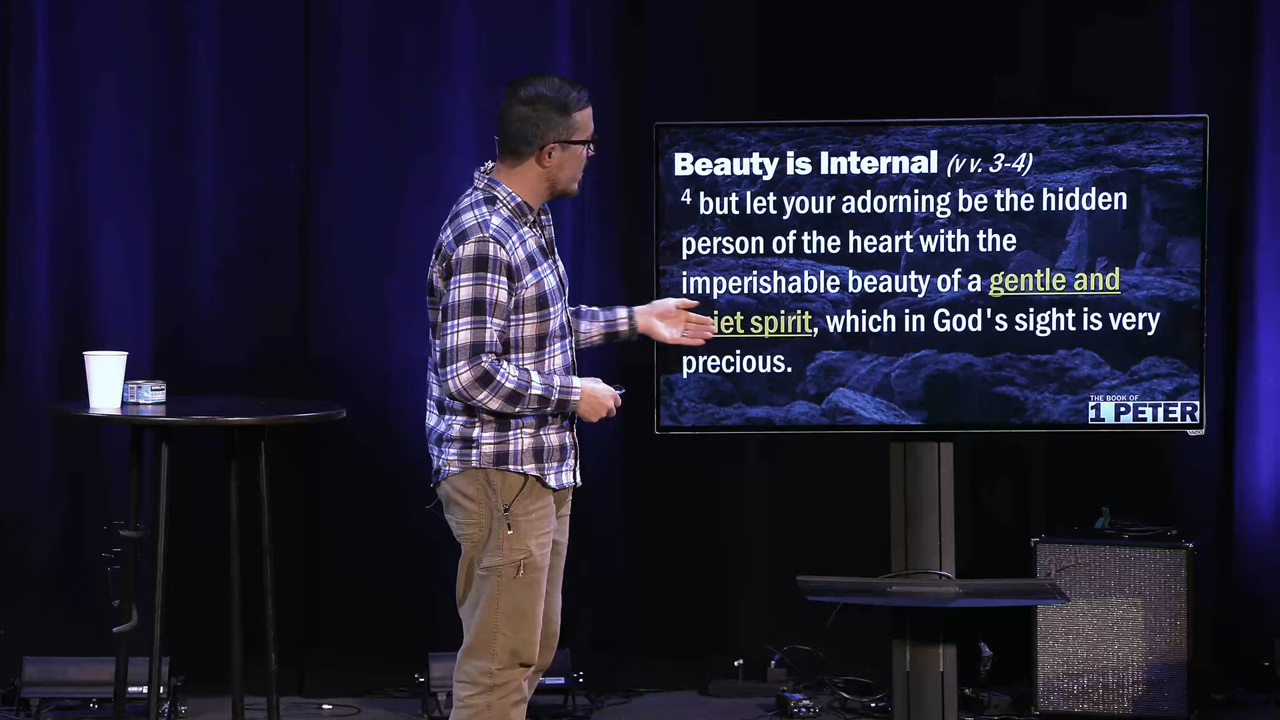 Beauty is Internal (vv. 3-4)
4 but let your adorning be the hidden
person of the heart with the
imperishable beauty of a gentle and
iet spirit, which in God's sight is very
precious.
THE BOOK OF
1 PETER